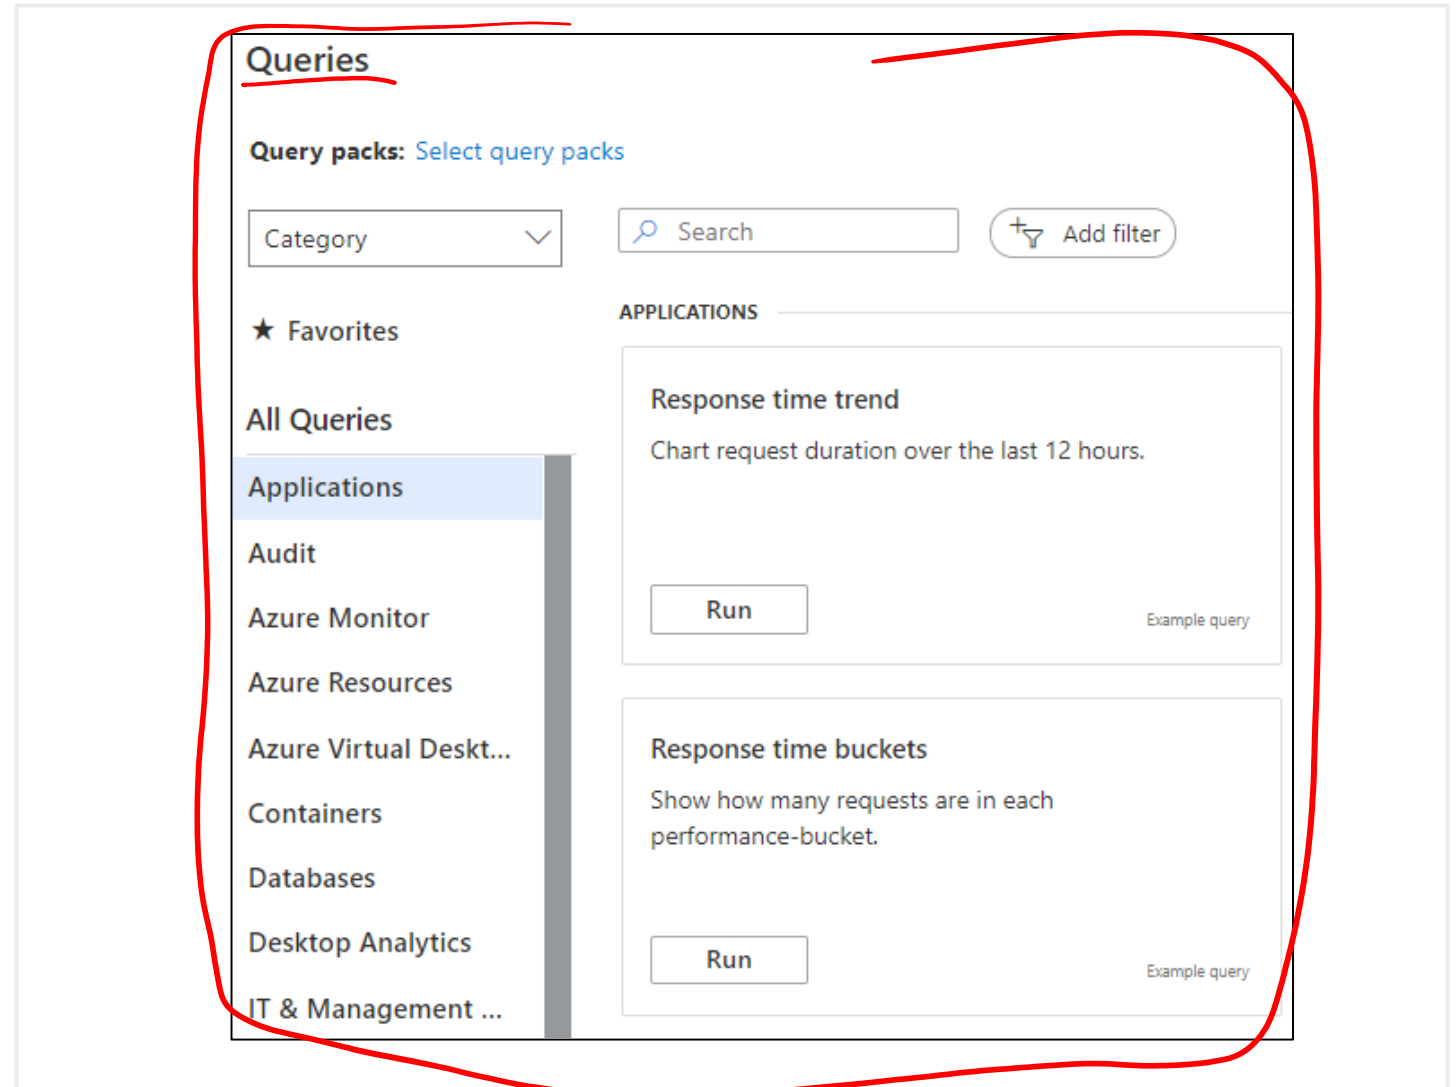 Queries
Query packs: Select query packs
Category
Search
Add filter
★ Favorites
All Queries
Applications
Audit
Azure Monitor
Azure Resources
Azure Virtual Deskt...
Containers
Databases
Desktop Analytics
IT & Management ...
APPLICATIONS
Response time trend
Chart request duration over the last 12 hours.
Run
Example query
Response time buckets
Show how many requests are in each
performance-bucket.
Run
Example query